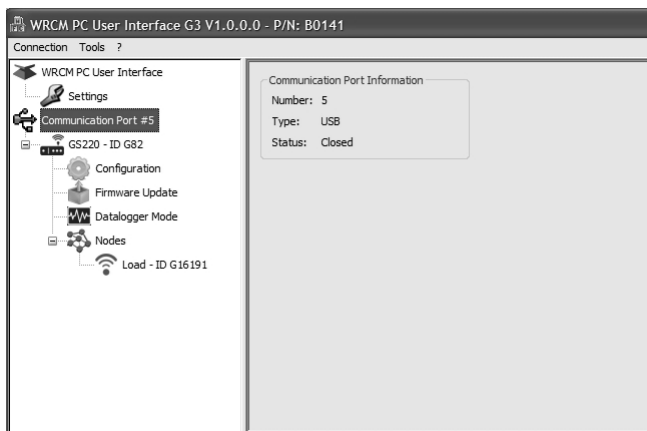 WRCM PC User Interface G3 V1.0.0.0 - P/N: B0141
Connection Tools ?
WRCM PC User Interface
Settings
Communication Port #5
GS220 - ID G82
Configuration
Firmware Update
Datalogger Mode
Nodes
Load - ID G16191
Communication Port Information
Number: 5
Type: USB
Status: Closed